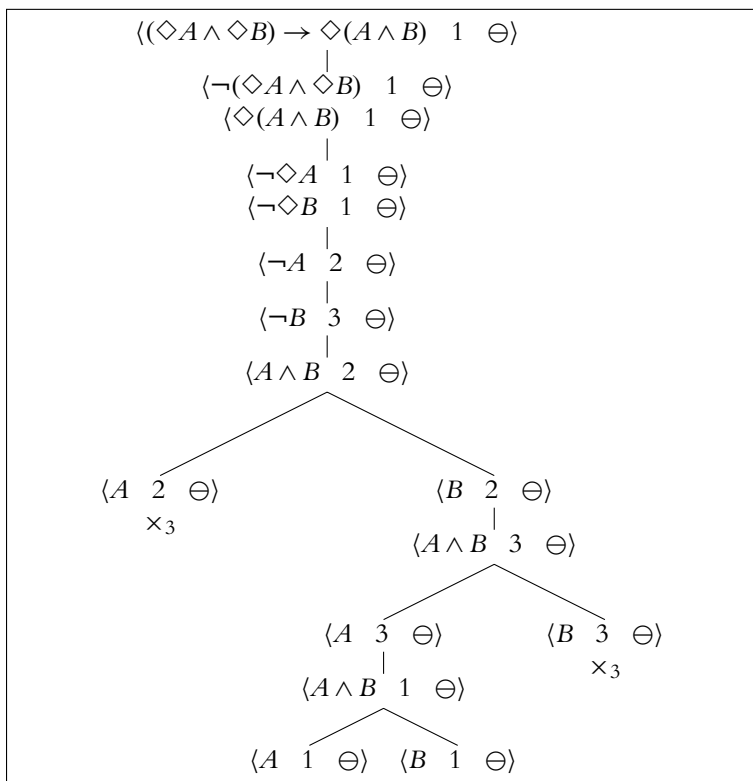 ⟨(◇A ∧ ◇B) → ◇(A ∧ B) 1 ⊖⟩
⟨¬(◇A ∧ ◇B) 1 ⊖⟩
⟨◇(A ∧ B) 1 ⊖⟩
⟨¬◇A 1 ⊖⟩
⟨¬◇B 1 ⊖⟩
⟨¬A 2 ⊖⟩
⟨¬B 3 ⊖⟩
⟨A ∧ B 2 ⊖⟩
⟨A 2 ⊖⟩ ⟨B 2 ⊖⟩
×₃
⟨A ∧ B 3 ⊖⟩
⟨A 3 ⊖⟩ ⟨B 3 ⊖⟩
×₃
⟨A ∧ B 1 ⊖⟩
⟨A 1 ⊖⟩ ⟨B 1 ⊖⟩